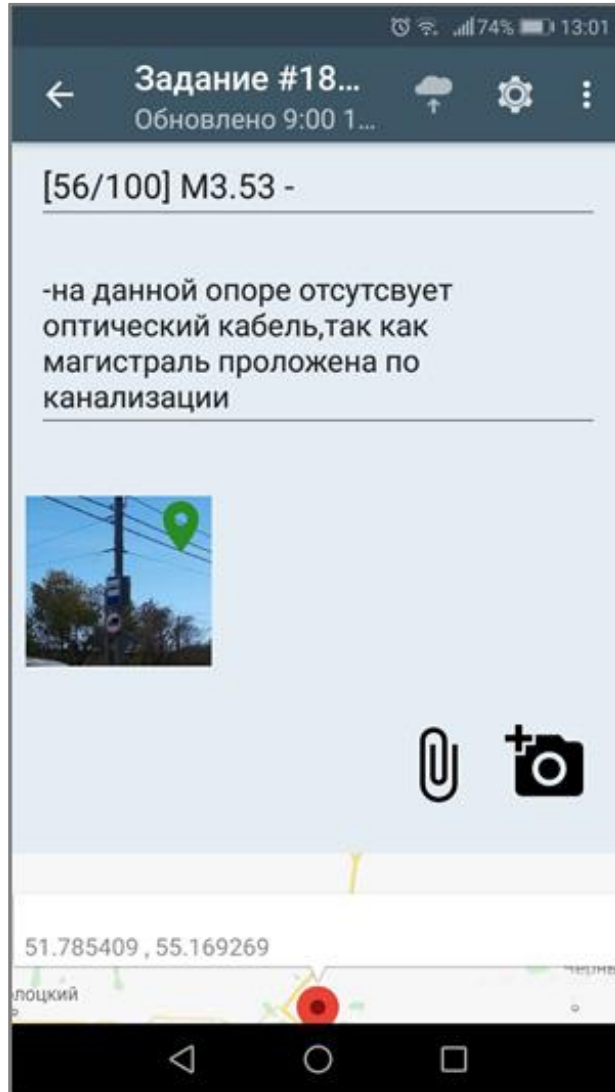 74% 13:01
Задание #18...
Обновлено 9:00 1...
[56/100] М3.53 -
-на данной опоре отсутсвует
оптический кабель,так как
магистраль проложена по
канализации
51.785409 , 55.169269
Черны
лоцкий